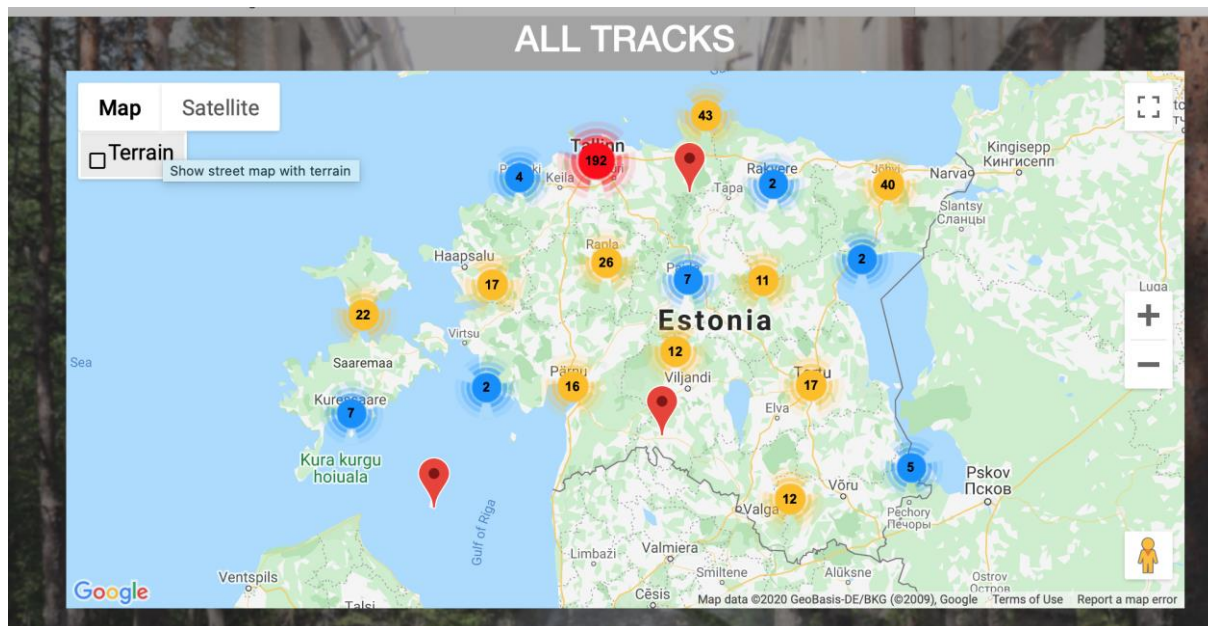 ALL TRACKS
Map Satellite
Terrain
Show street map with terrain
43
Tallinn
192
4
Keila
Tapa
Rakvere
2
40
Narva
Kingisepp
Кингисепп
Slantsy
Сланцы
Haapsalu
Rapla
26
17
7
11
2
Luga
22
Virtsu
Estonia
12
Sea
Saaremaa
Viljandi
Pärnu
16
2
Tartu
17
Kuressaare
7
Elva
Kura kurgu
hoiuala
5
Pskov
Псков
Võru
12
Valga
Pechory
Печоры
Gulf of Riga
Limbaži
Valmiera
Smiltene
Alūksne
Ostrov
Остров
Ventspils
Cēsis
Talsi
Google
Map data ©2020 GeoBasis-DE/BKG (©2009), Google Terms of Use Report a map error